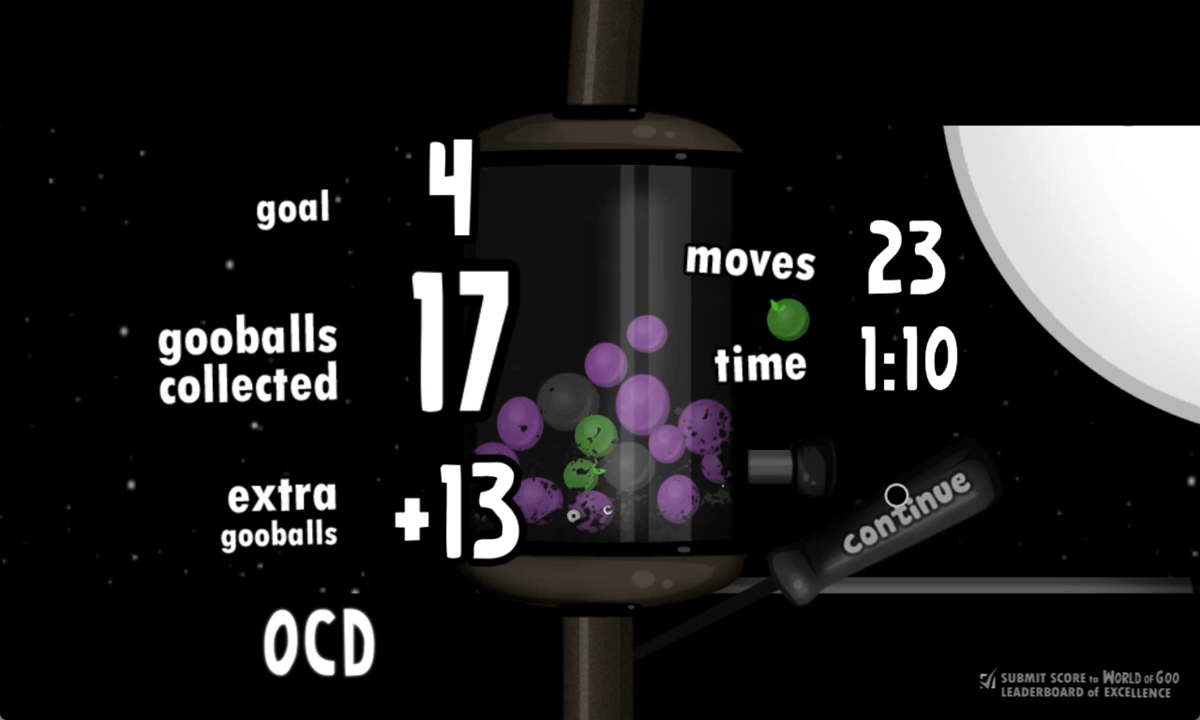 goal 4
gooballs
collected 17
extra
gooballs +13
OCD
moves 23
time 1:10
continue
SUBMIT SCORE to WORLD OF GOO
LEADERBOARD of EXCELLENCE